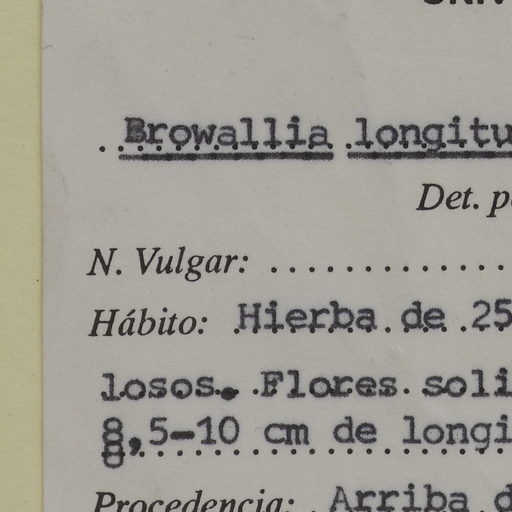 Browallia longitu
Det. p
N. Vulgar:
Hábito: Hierba de 25
losos. Flores soli
8,5-10 cm de longi
Procedencia: Arriba d